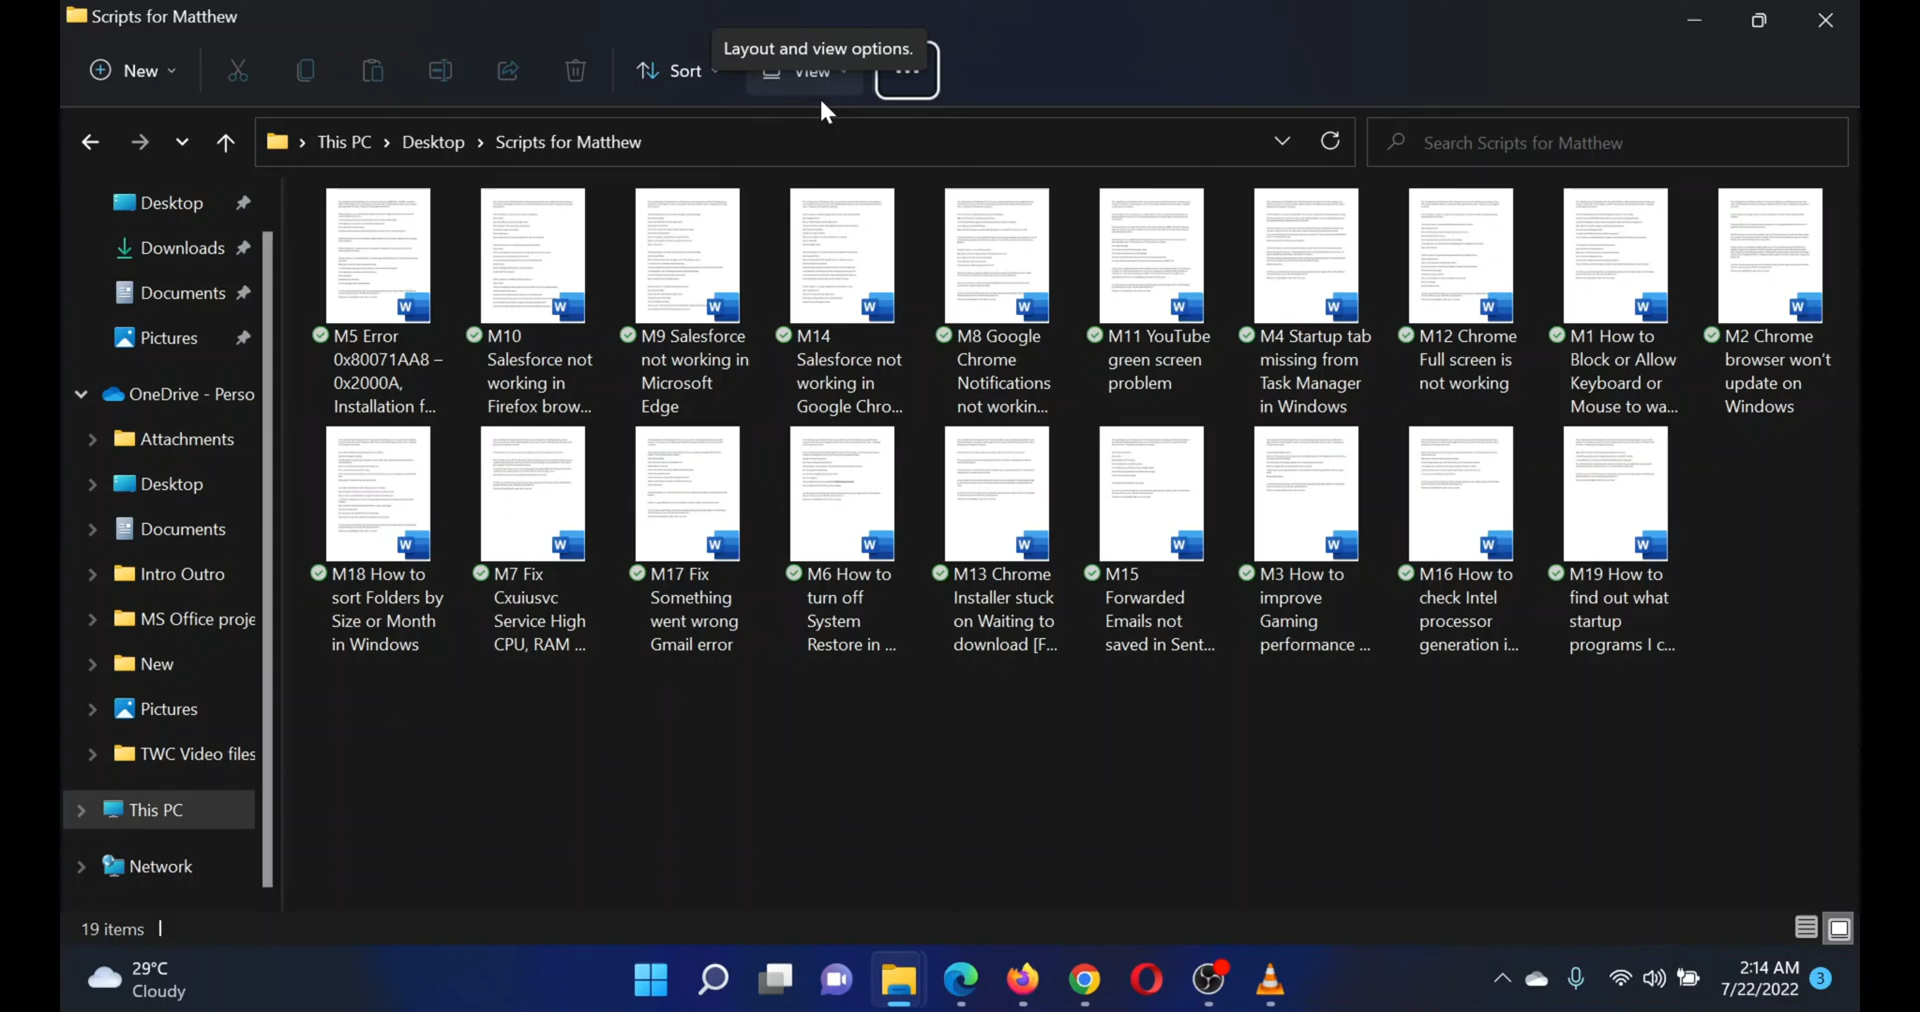 Scripts for Matthew
Layout and view options.
New
Sort
View
This PC
Desktop
Scripts for Matthew
Search Scripts for Matthew
Desktop
Downloads
Documents
Pictures
OneDrive - Perso
Attachments
Desktop
Documents
Intro Outro
MS Office proje
New
Pictures
TWC Video files
This PC
Network
M5 Error
0x80071AA8 –
0x2000A,
Installation f...
M10
Salesforce not
working in
Firefox brow...
M9 Salesforce
not working in
Microsoft
Edge
M14
Salesforce not
working in
Google Chro...
M8 Google
Chrome
Notifications
not workin...
M11 YouTube
green screen
problem
M4 Startup tab
missing from
Task Manager
in Windows
M12 Chrome
Full screen is
not working
M1 How to
Block or Allow
Keyboard or
Mouse to wa...
M2 Chrome
browser won’t
update on
Windows
M18 How to
sort Folders by
Size or Month
in Windows
M7 Fix
Cxuiusvc
Service High
CPU, RAM ...
M17 Fix
Something
went wrong
Gmail error
M6 How to
turn off
System
Restore in ...
M13 Chrome
Installer stuck
on Waiting to
download [F...
M15
Forwarded
Emails not
saved in Sent...
M3 How to
improve
Gaming
performance ...
M16 How to
check Intel
processor
generation i...
M19 How to
find out what
startup
programs I c...
19 items
29°C
Cloudy
2:14 AM
7/22/2022
3